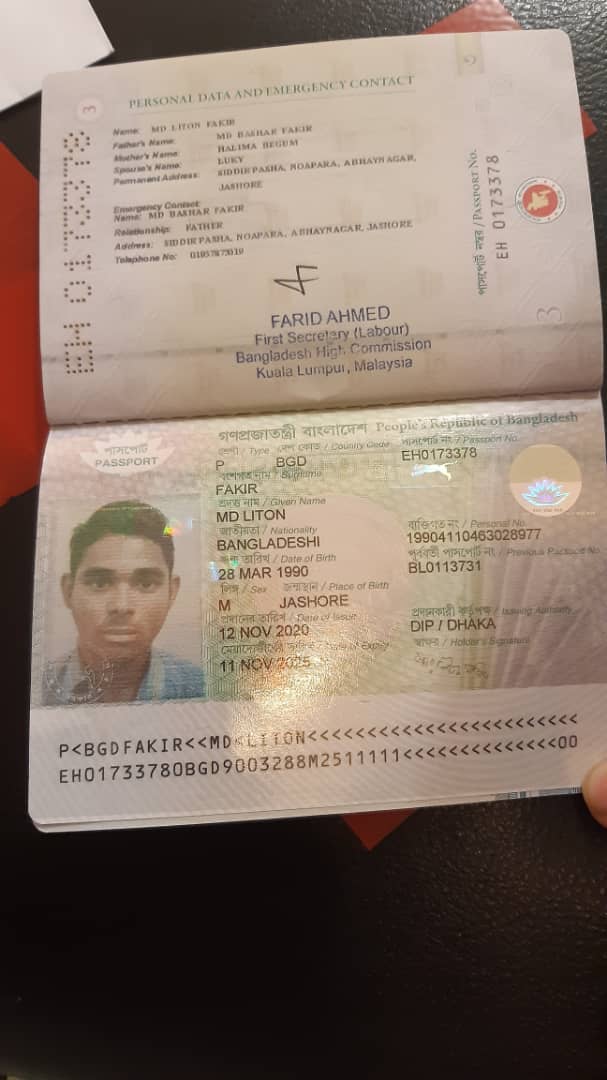 3
PERSONAL DATA AND EMERGENCY CONTACT
5
Name: MD LITON FAKIR
Father's Name: MD BASHAR FAKIR
Mother's Name: HALIMA BEGUM
Spouse's Name: LUKY
Permanent Address: SIDDIRPASHA, NOAPARA, ABHAYNAGAR,
JASHORE
Emergency Contact:
Name: MD BASHAR FAKIR
Relationship: FATHER
Address: SIDDIRPASHA, NOAPARA, ABHAYNAGAR, JASHORE
Telephone No:
EH 0173378
পাসপোর্ট নম্বর / PASSPORT No.
EH 0173378
3
FARID AHMED
First Secretary (Labour)
Bangladesh High Commission
Kuala Lumpur, Malaysia
গণপ্রজাতন্ত্রী বাংলাদেশ People's Republic of Bangladesh
পাসপোর্ট
PASSPORT
শ্রেণী / Type দেশ কোড / Country Code পাসপোর্ট নং / Passport No.
P BGD EH0173378
বংশগত নাম / Surname
FAKIR
প্রদত্ত নাম / Given Name
MD LITON
জাতীয়তা / Nationality ব্যক্তিগত নং / Personal No.
BANGLADESHI 19904110463028977
জন্ম তারিখ / Date of Birth পূর্ববর্তী পাসপোর্ট নং / Previous Passport No.
28 MAR 1990 BL0113731
লিঙ্গ / Sex জন্মস্থান / Place of Birth
M JASHORE
প্রদানের তারিখ / Date of Issue প্রদানকারী কর্তৃপক্ষ / Issuing Authority
12 NOV 2020 DIP / DHAKA
মেয়াদোত্তীর্ণের তারিখ / Date of Expiry স্বাক্ষর / Holder's Signature
11 NOV 2025
P<BGDFAKIR<<MD<LITON<<<<<<<<<<<<<<<<<<<<<<<<
EH01733780BGD9003288M2511111<<<<<<<<<<<<<<00